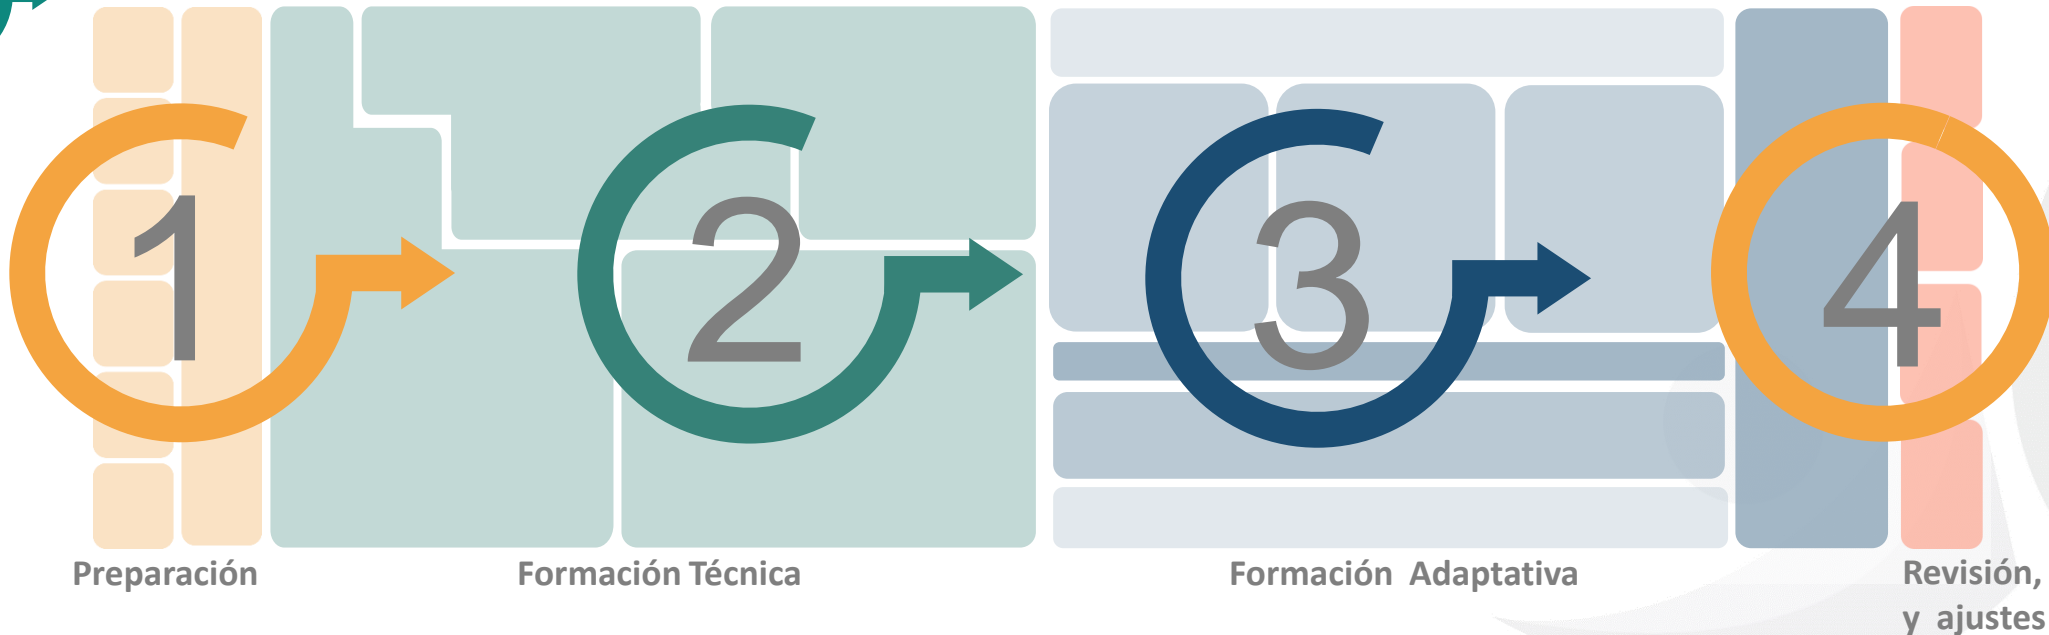 1
2
3
4
Preparación
Formación Técnica
Formación Adaptativa
Revisión,
y ajustes